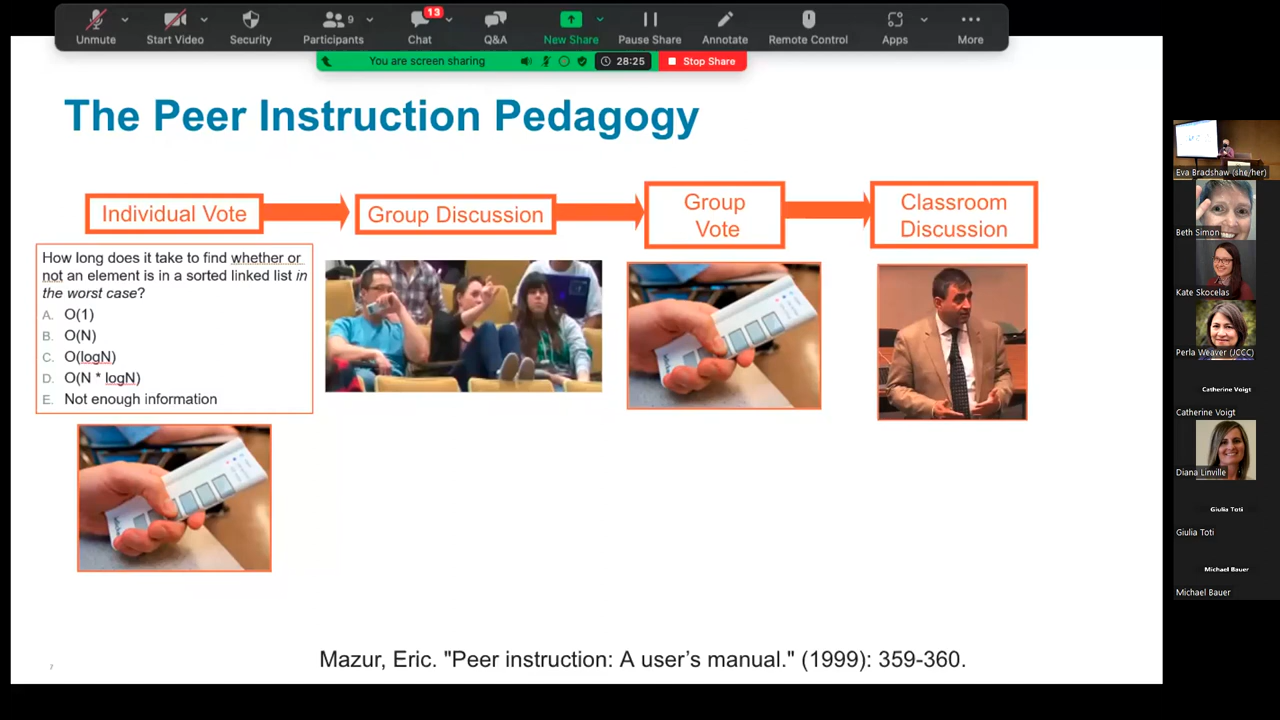 Unmute
Start Video
Security
Participants
9
Chat
13
Q&A
New Share
Pause Share
Annotate
Remote Control
Apps
More
You are screen sharing
28:25
Stop Share
The Peer Instruction Pedagogy
Individual Vote
Group Discussion
Group
Vote
Classroom
Discussion
How long does it take to find whether or
not an element is in a sorted linked list in
the worst case?
A. O(1)
B. O(N)
C. O(logN)
D. O(N * logN)
E. Not enough information
Mazur, Eric. "Peer instruction: A user's manual." (1999): 359-360.
7
Eva Bradshaw (she/her)
Beth Simon
Kate Skocelas
Perla Weaver (JCCC)
Catherine Voigt
Catherine Voigt
Diana Linville
Giulia Toti
Giulia Toti
Michael Bauer
Michael Bauer